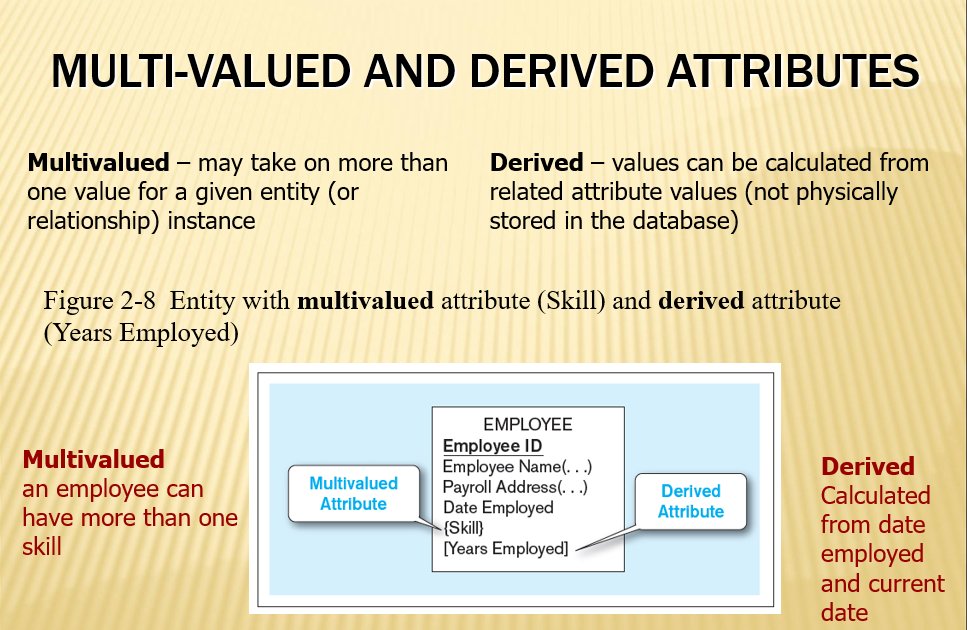 MULTI-VALUED AND DERIVED ATTRIBUTES
Multivalued – may take on more than
one value for a given entity (or
relationship) instance
Derived – values can be calculated from
related attribute values (not physically
stored in the database)
Figure 2-8  Entity with multivalued attribute (Skill) and derived attribute
(Years Employed)
Multivalued
an employee can
have more than one
skill
Multivalued
Attribute
EMPLOYEE
Employee ID
Employee Name(. . .)
Payroll Address(. . .)
Date Employed
{Skill}
[Years Employed]
Derived
Attribute
Derived
Calculated
from date
employed
and current
date